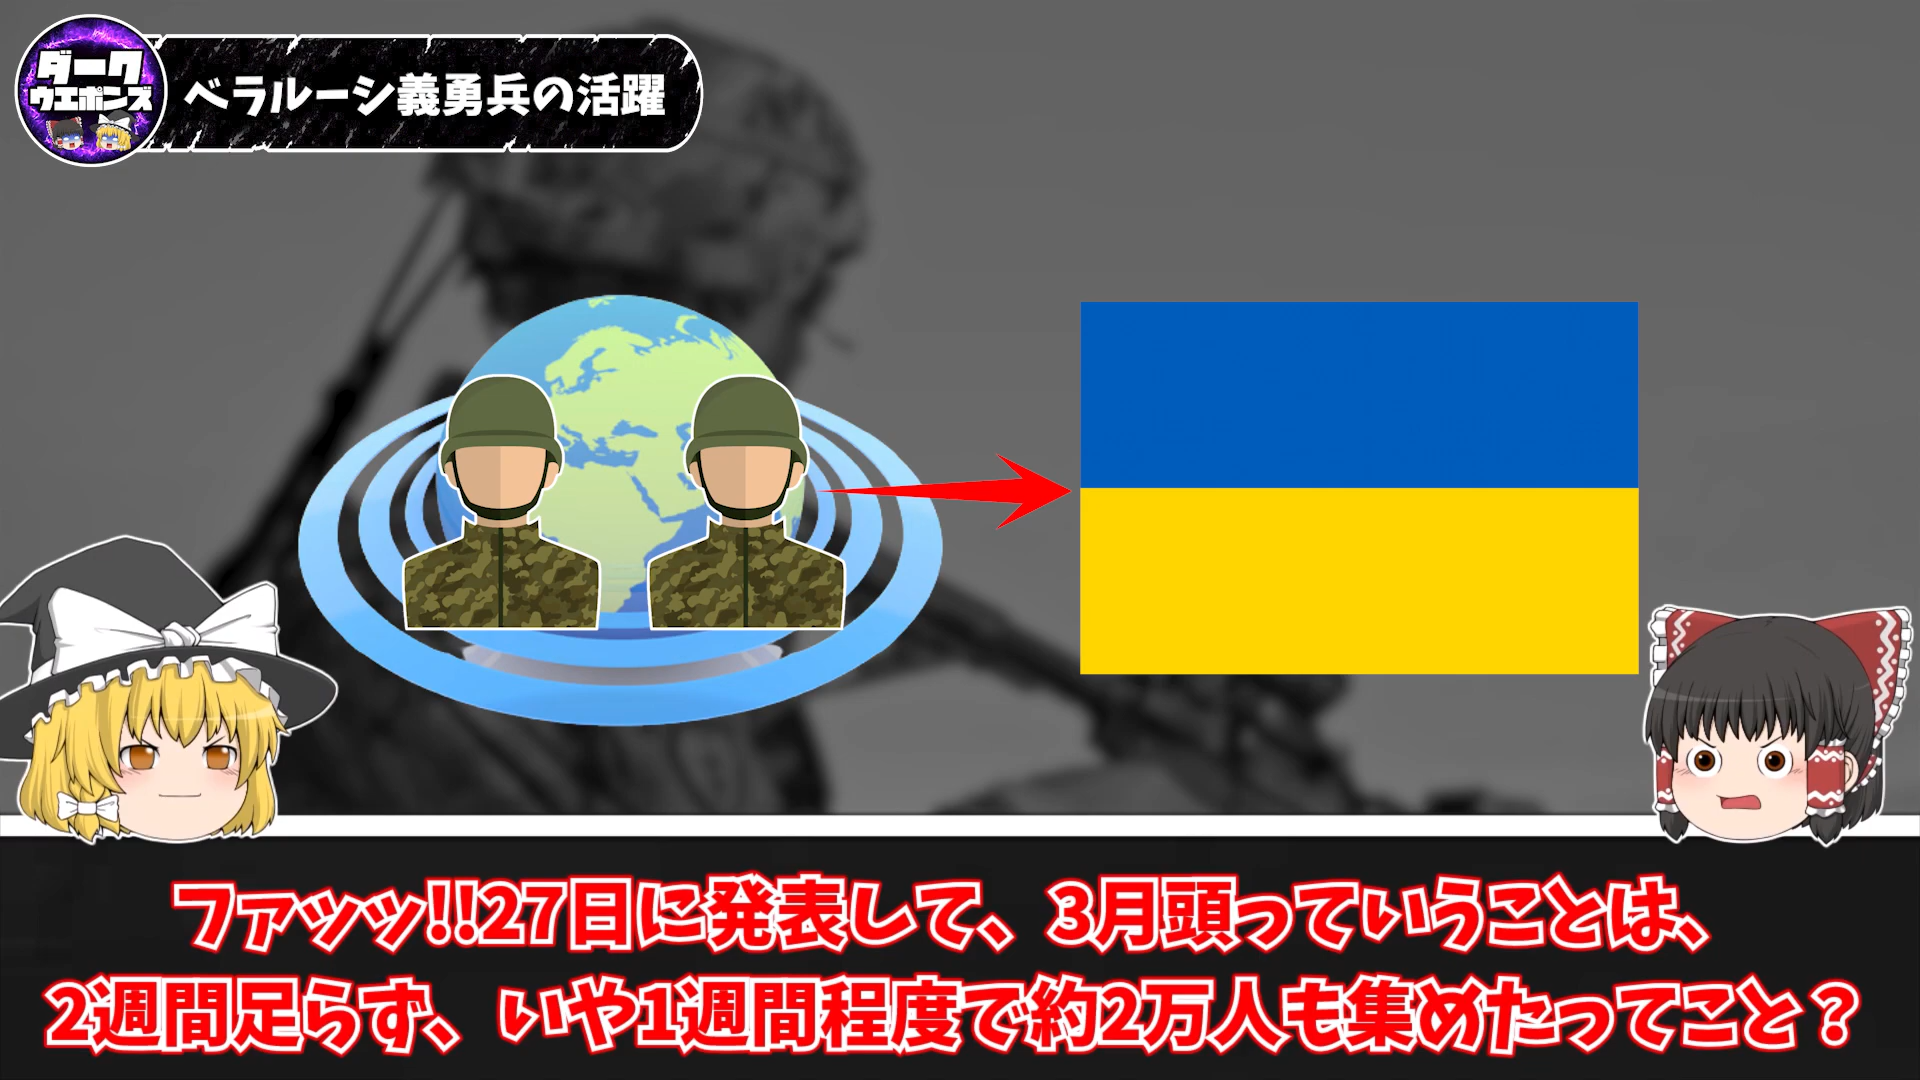 ダーク
ウエポンズ
ベラルーシ義勇兵の活躍
ファッッ!!27日に発表して、3月頭っていうことは、
2週間足らず、いや1週間程度で約2万人も集めたってこと？